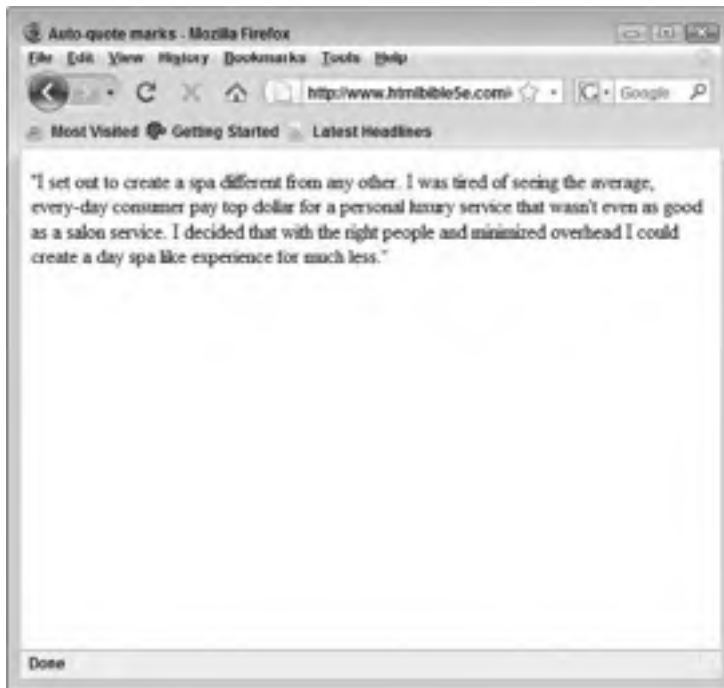 Auto-quote marks - Mozilla Firefox
File Edit View History Bookmarks Tools Help
http://www.htmlbible5e.com/ Google
Most Visited Getting Started Latest Headlines
"I set out to create a spa different from any other. I was tired of seeing the average,
every-day consumer pay top dollar for a personal luxury service that wasn't even as good
as a salon service. I decided that with the right people and minimized overhead I could
create a day spa like experience for much less."
Done